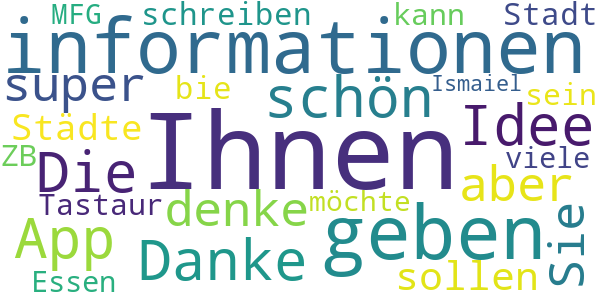 MFG schreiben kann Stadt
informationen
super bie schön Ismaiel sein
Städte Ihnen Idee
ZB Die viele
Tastaur denke möchte aber
App Danke geben Sie
Essen sollen